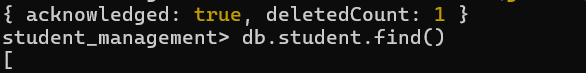 { acknowledged: true, deletedCount: 1 }
student_management> db.student.find()
[